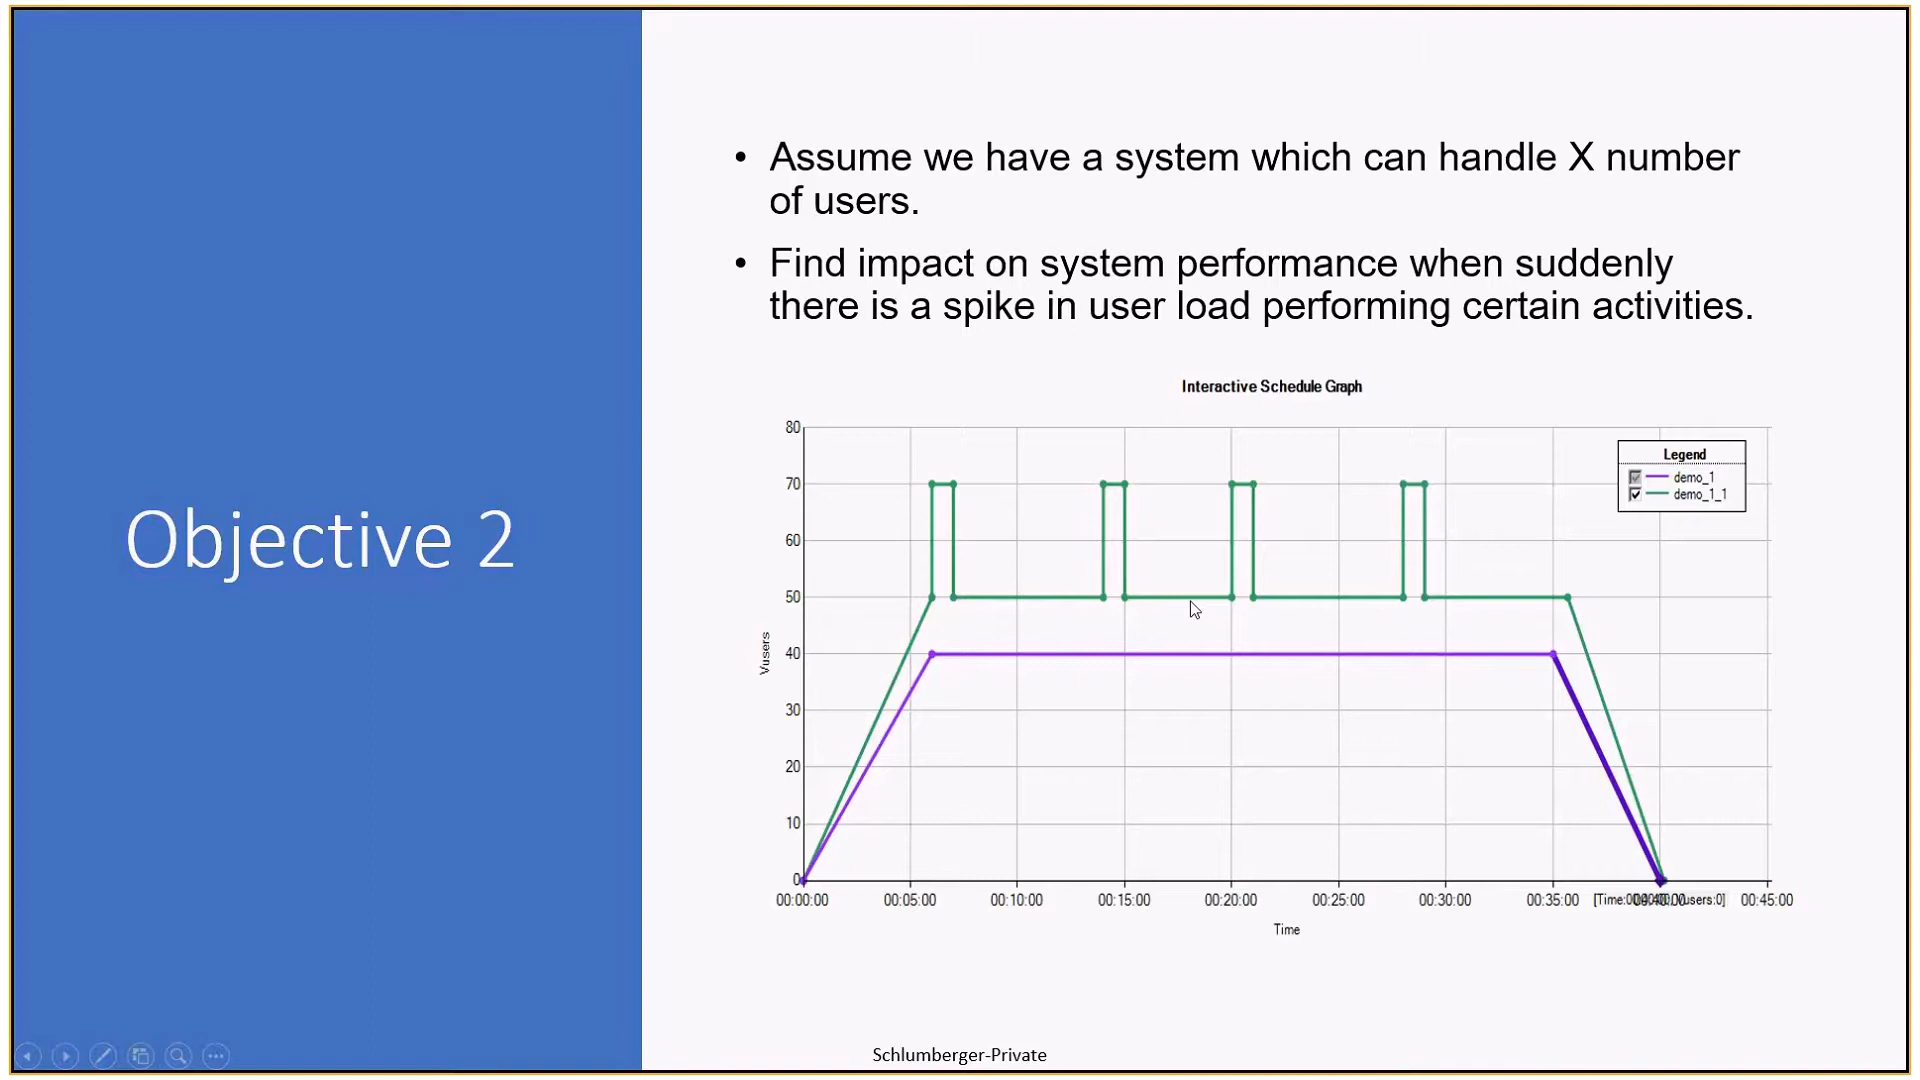 Objective 2
• Assume we have a system which can handle X number
of users.
• Find impact on system performance when suddenly
there is a spike in user load performing certain activities.
Interactive Schedule Graph
Legend
demo_1
demo_1_1
Vusers
80
70
60
50
40
30
20
10
0
00:00:00 00:05:00 00:10:00 00:15:00 00:20:00 00:25:00 00:30:00 00:35:00 00:45:00
Time
Schlumberger-Private